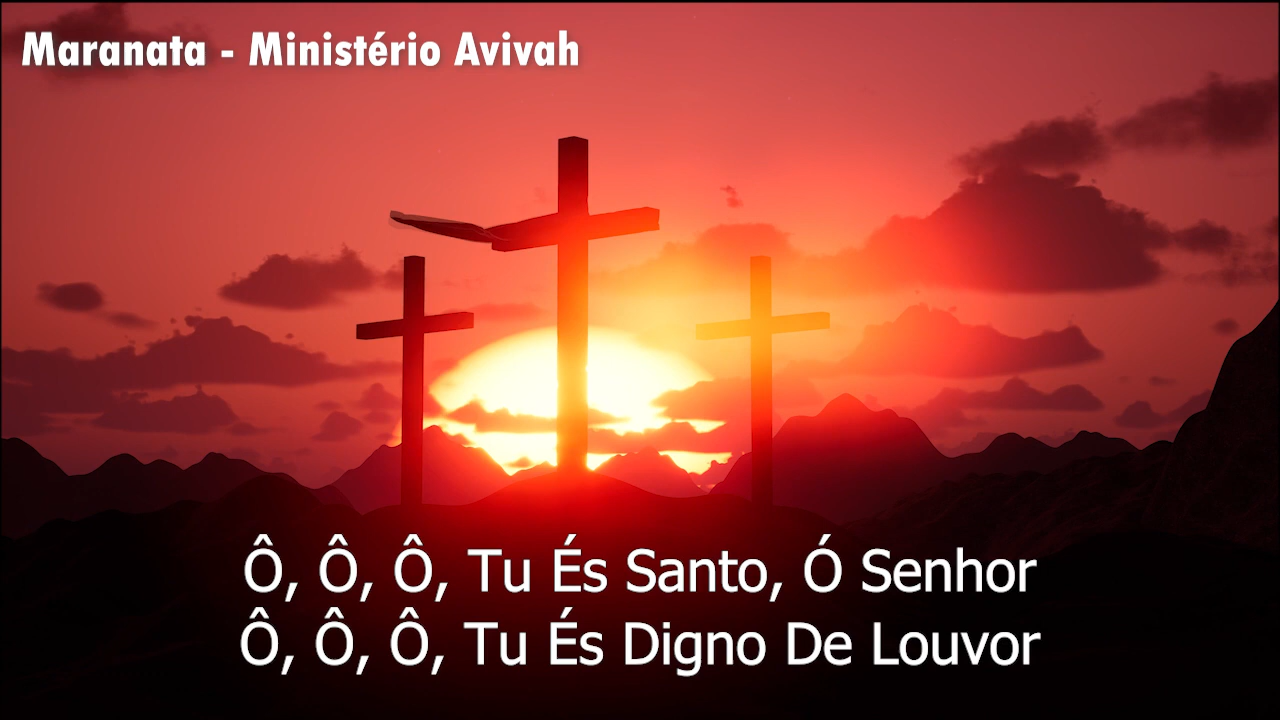 Maranata - Ministério Avivah
Ô, Ô, Ô, Tu És Santo, Ó Senhor
Ô, Ô, Ô, Tu És Digno De Louvor